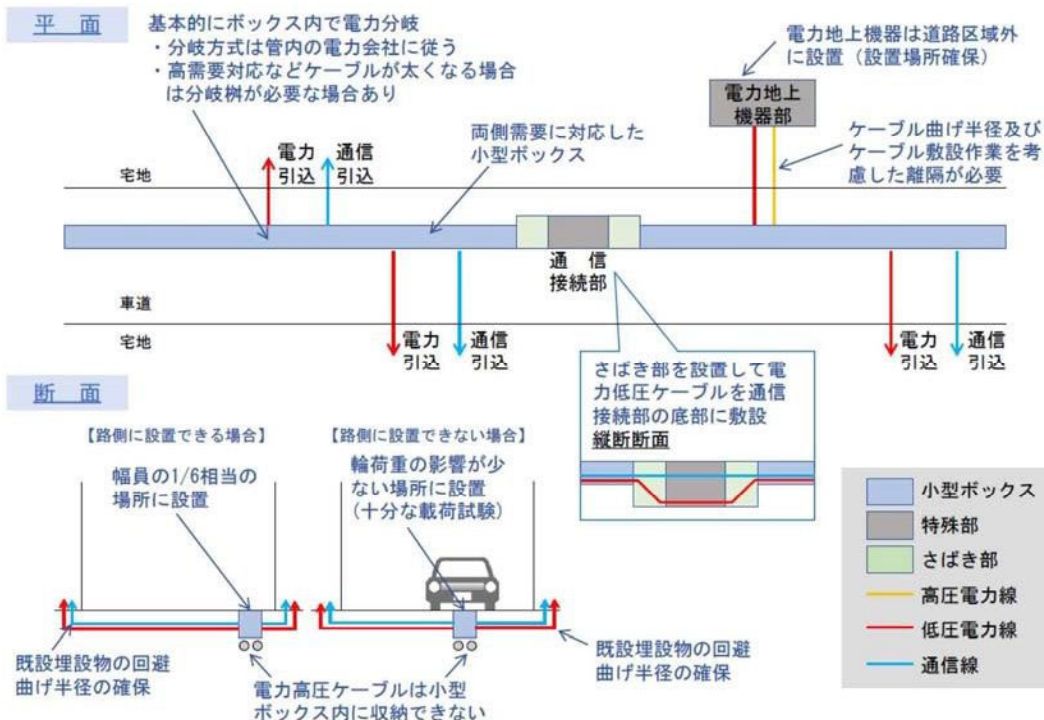 平　面
基本的にボックス内で電力分岐
・分岐方式は管内の電力会社に従う
・高需要対応などケーブルが太くなる場合
は分岐桝が必要な場合あり
電力地上機器は道路区域外
に設置（設置場所確保）
電力地上
機器部
両側需要に対応した
小型ボックス
ケーブル曲げ半径及び
ケーブル敷設作業を考
慮した離隔が必要
宅地
電力
引込
通信
引込
通　信
接続部
車道
宅地
電力
引込
通信
引込
電力
引込
通信
引込
さばき部を設置して電
力低圧ケーブルを通信
接続部の底部に敷設
縦断断面
断　面
【路側に設置できる場合】
幅員の1/6相当の
場所に設置
【路側に設置できない場合】
輪荷重の影響が少
ない場所に設置
（十分な載荷試験）
既設埋設物の回避
曲げ半径の確保
電力高圧ケーブルは小型
ボックス内に収納できない
既設埋設物の回避
曲げ半径の確保
小型ボックス
特殊部
さばき部
高圧電力線
低圧電力線
通信線